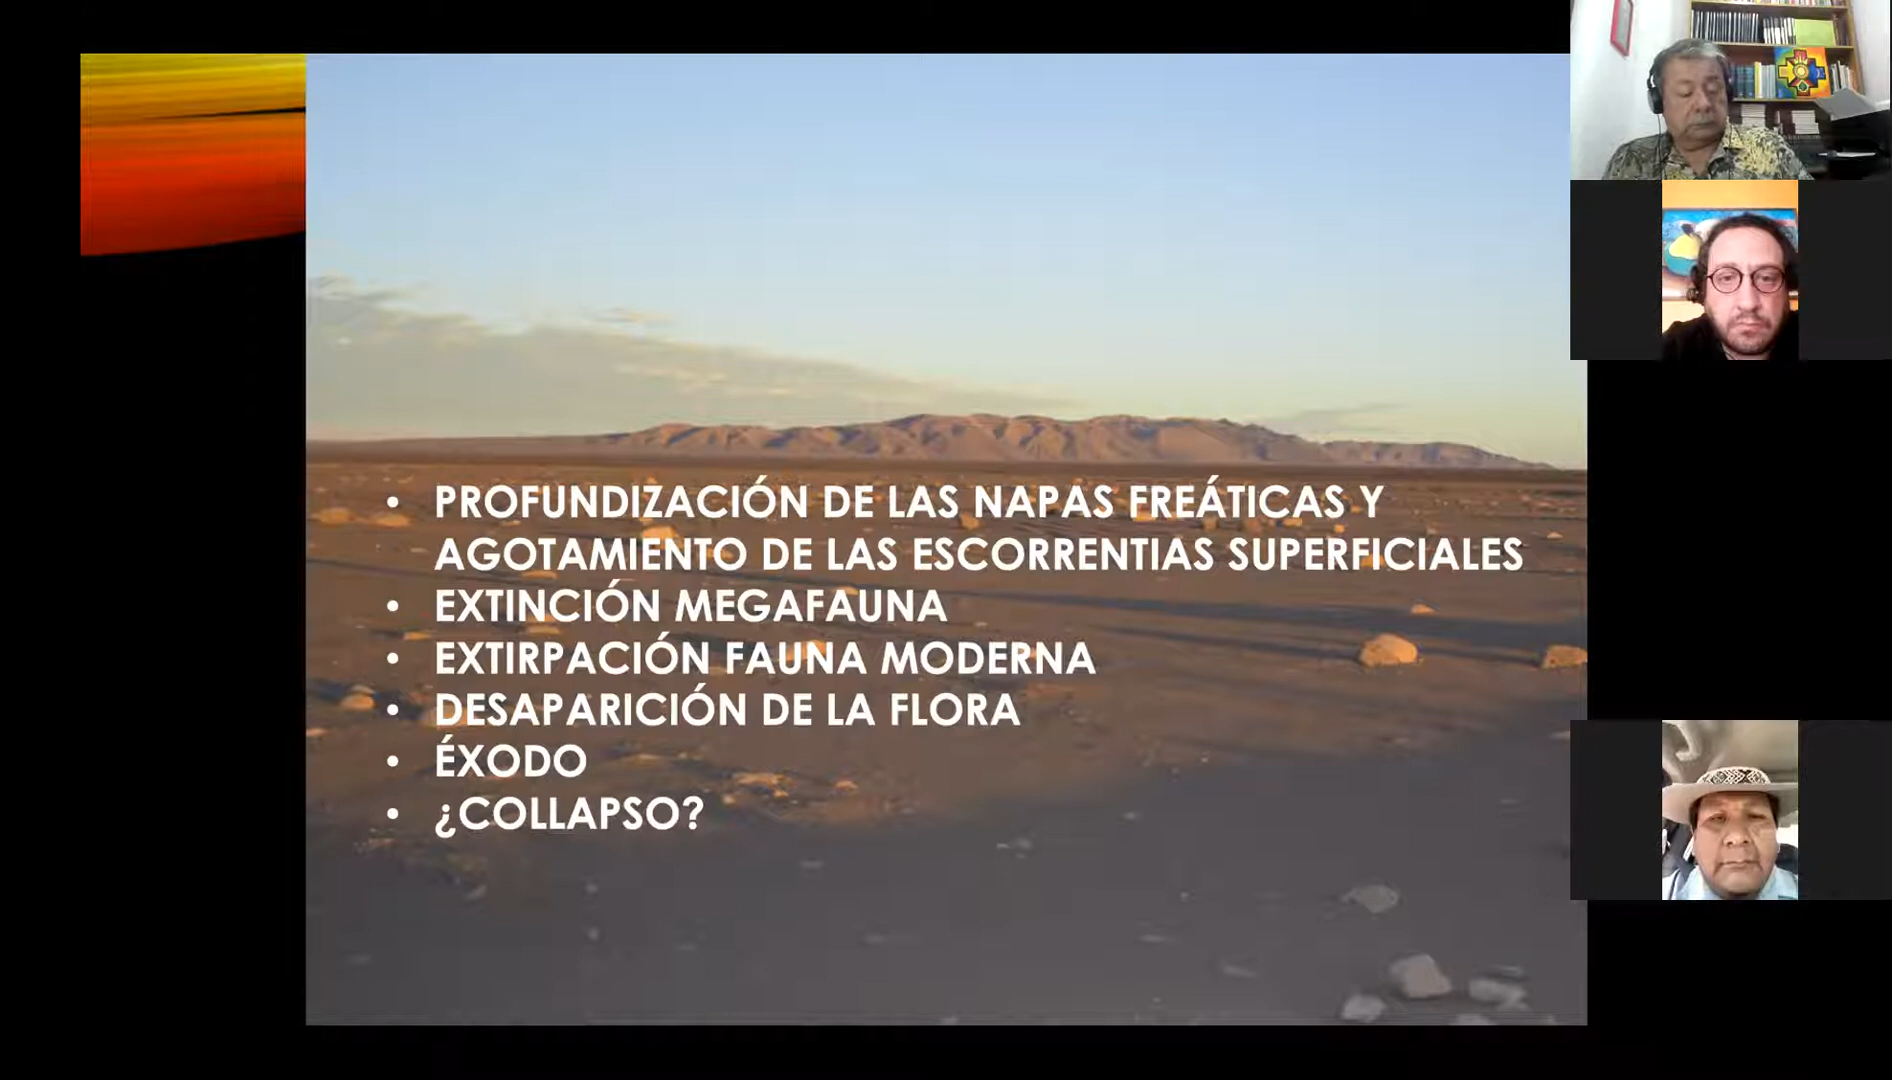 • PROFUNDIZACIÓN DE LAS NAPAS FREÁTICAS Y
AGOTAMIENTO DE LAS ESCORRENTIAS SUPERFICIALES
• EXTINCIÓN MEGAFAUNA
• EXTIRPACIÓN FAUNA MODERNA
• DESAPARICIÓN DE LA FLORA
• ÉXODO
• ¿COLLAPSO?